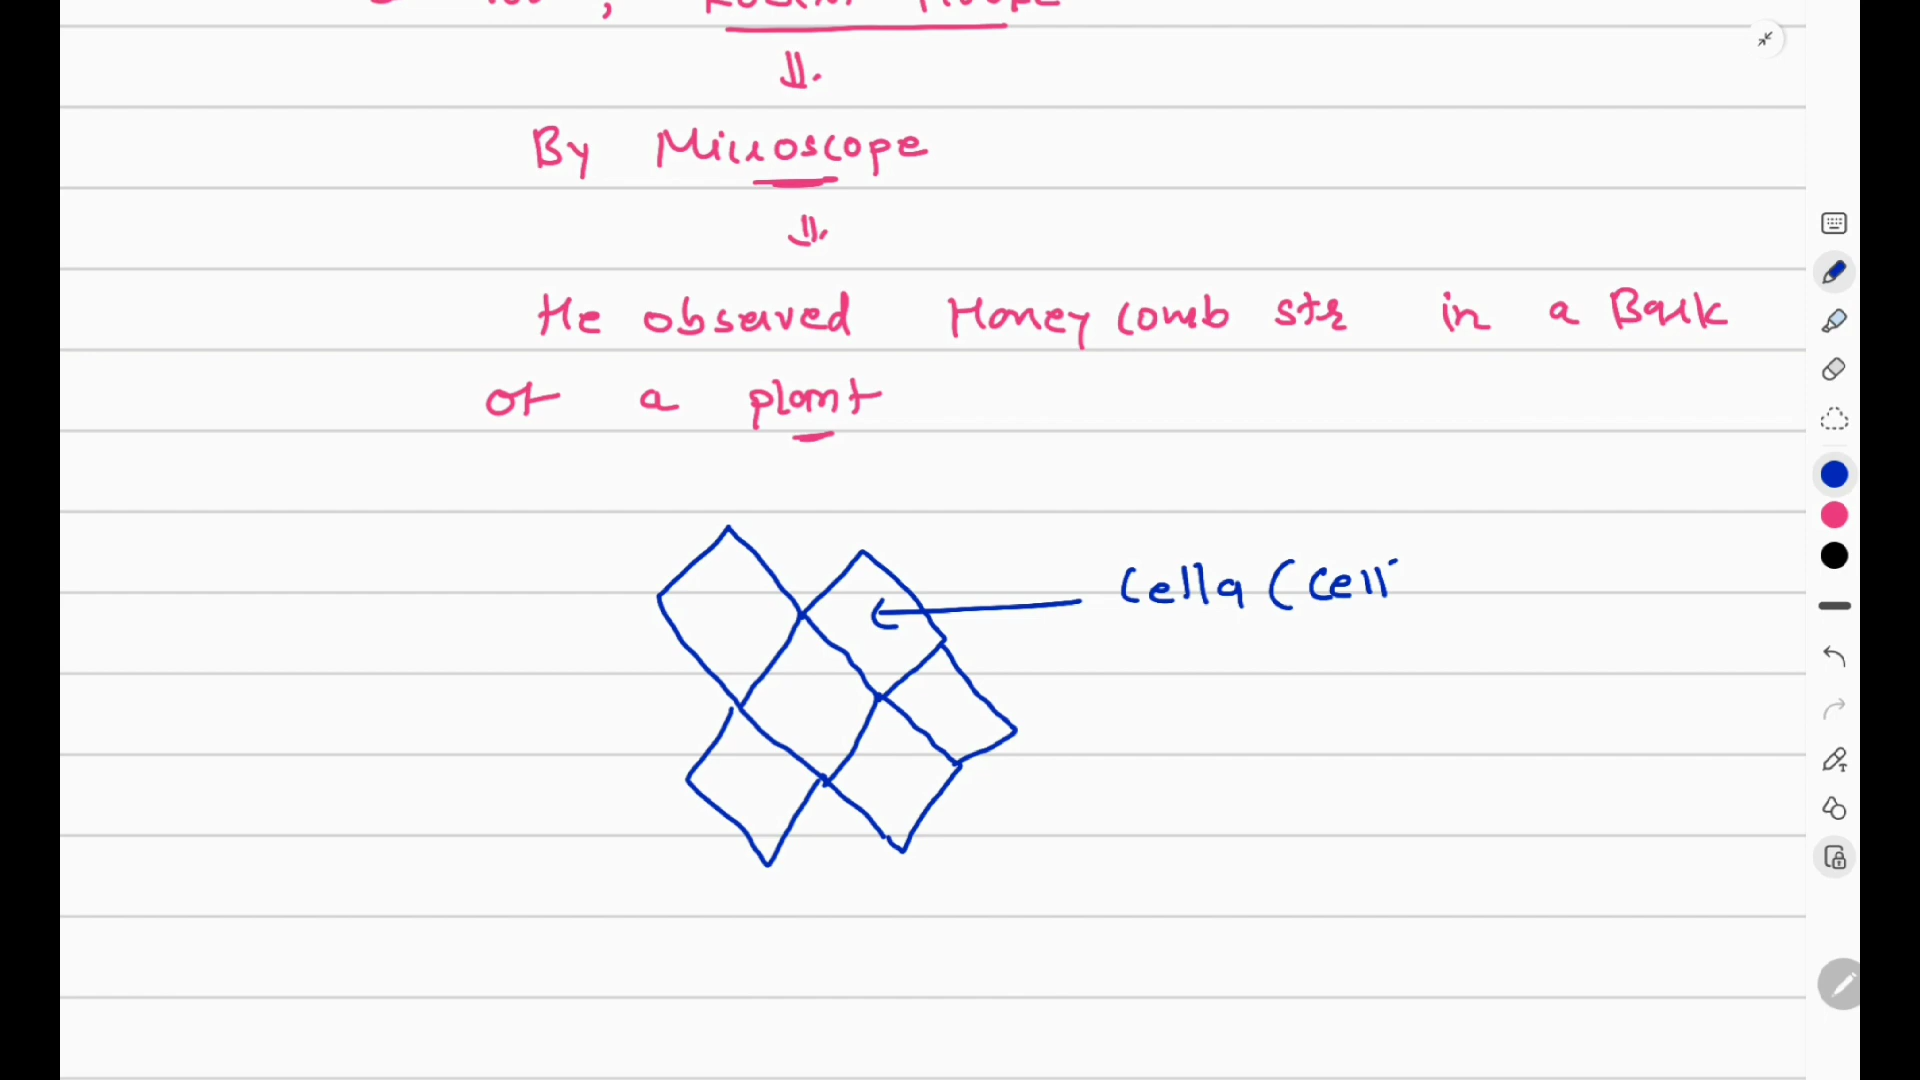 By Microscope
He observed Honey comb str in a Bark
of a plant
Cella (Cell